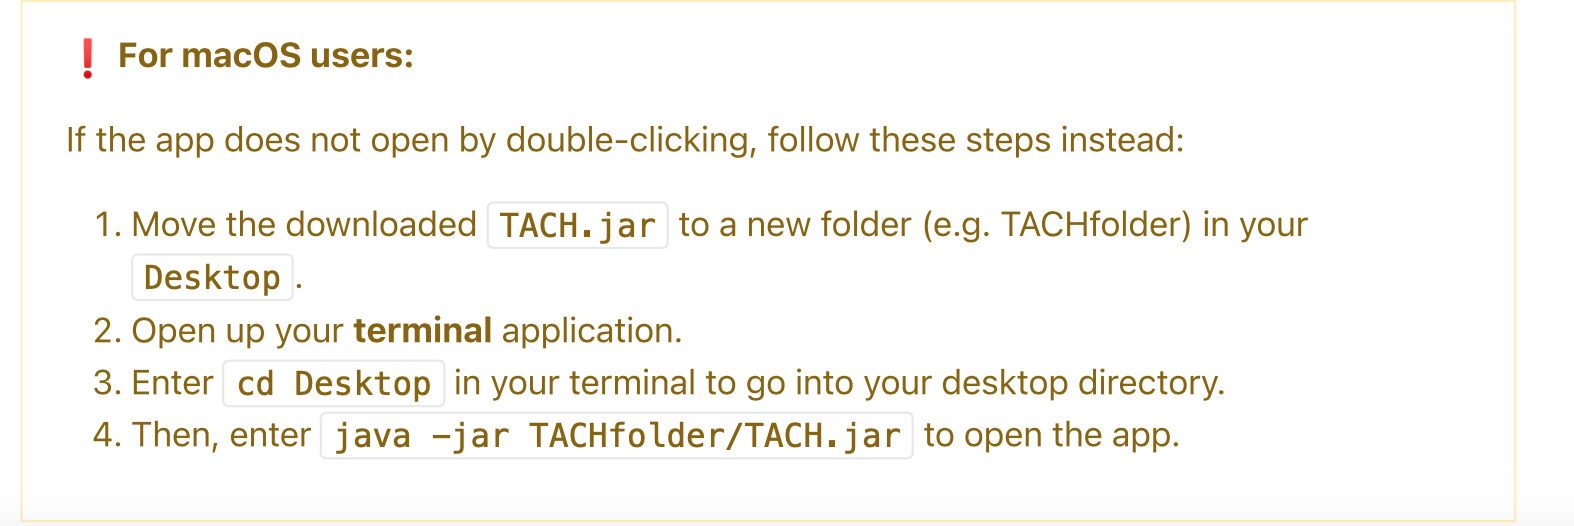 ❗ For macOS users:
If the app does not open by double-clicking, follow these steps instead:
1. Move the downloaded TACH.jar to a new folder (e.g. TACHfolder) in your
Desktop.
2. Open up your terminal application.
3. Enter cd Desktop in your terminal to go into your desktop directory.
4. Then, enter java -jar TACHfolder/TACH.jar to open the app.